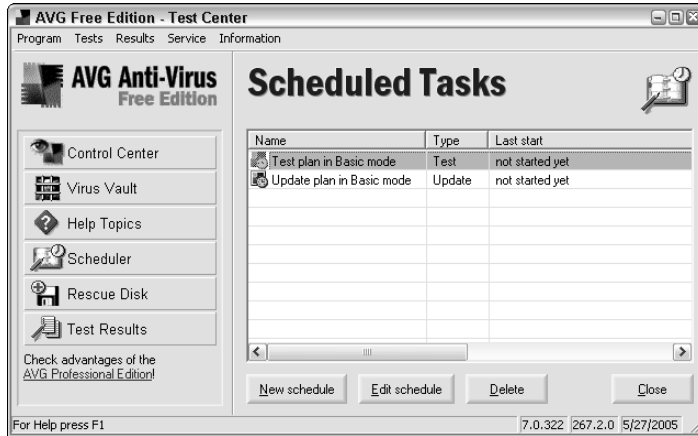 AVG Free Edition - Test Center
Program Tests Results Service Information
AVG Anti-Virus
Free Edition
Control Center
Virus Vault
Help Topics
Scheduler
Rescue Disk
Test Results
Check advantages of the
AVG Professional Edition!
Scheduled Tasks
Name Type Last start
Test plan in Basic mode Test not started yet
Update plan in Basic mode Update not started yet
New schedule Edit schedule Delete Close
For Help press F1 7.0.322 267.2.0 5/27/2005